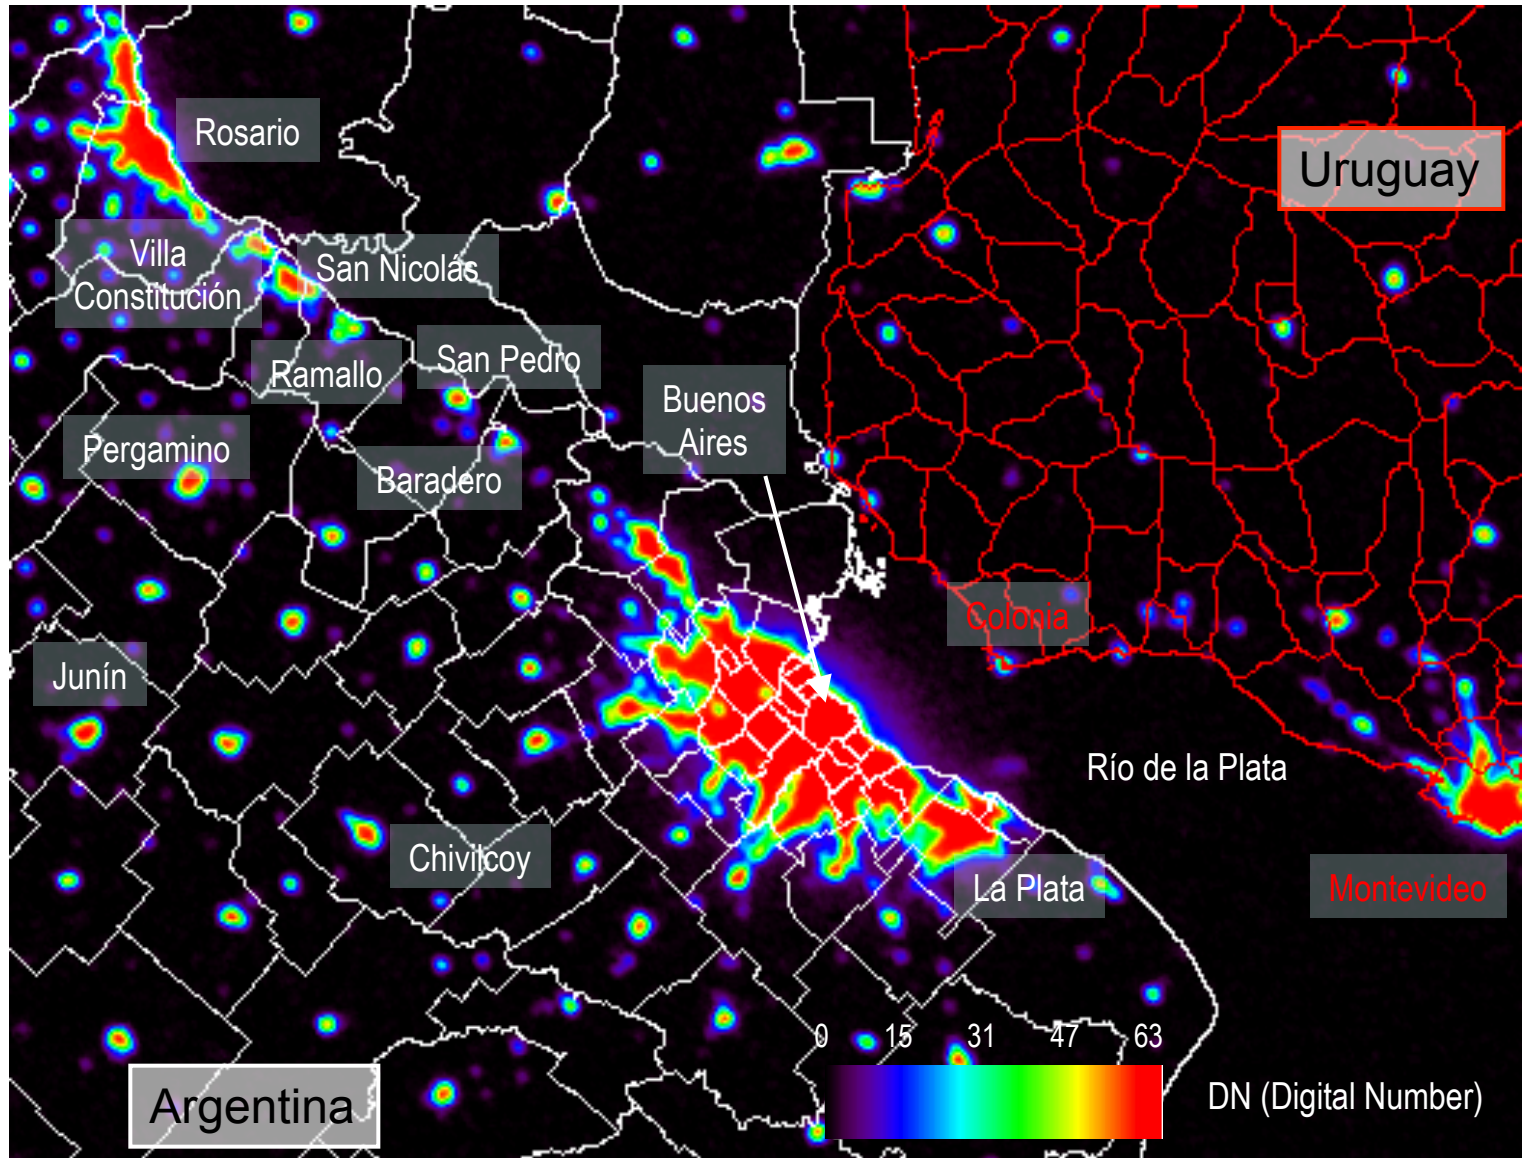 Rosario
Uruguay
Villa
Constitución
San Nicolás
Ramallo
San Pedro
Buenos
Aires
Pergamino
Baradero
Colonia
Junín
Río de la Plata
Chivilcoy
La Plata
Montevideo
0 15 31 47 63
Argentina
DN (Digital Number)